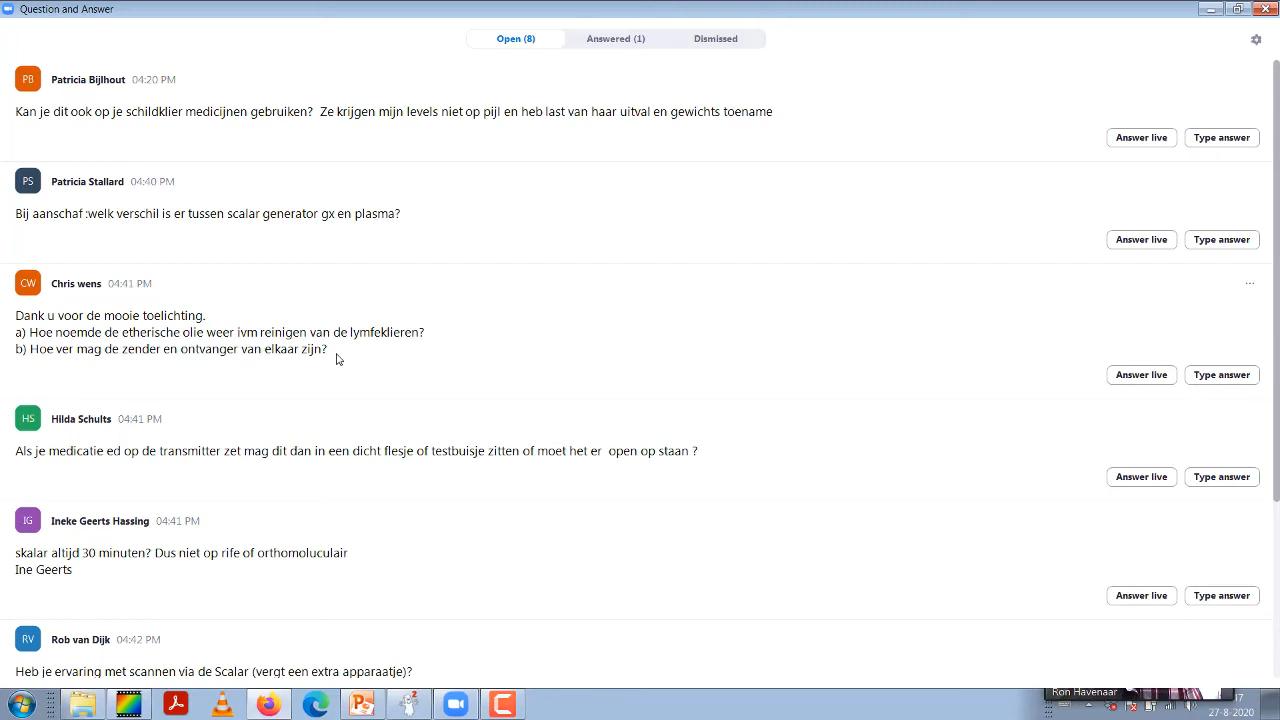 Question and Answer
Open (8)
Answered (1)
Dismissed
PB
Patricia Bijlhout 04:20 PM
Kan je dit ook op je schildklier medicijnen gebruiken? Ze krijgen mijn levels niet op pijl en heb last van haar uitval en gewichts toename
Answer live
Type answer
PS
Patricia Stallard 04:40 PM
Bij aanschaf :welk verschil is er tussen scalar generator gx en plasma?
Answer live
Type answer
CW
Chris wens 04:41 PM
...
Dank u voor de mooie toelichting.
a) Hoe noemde de etherische olie weer ivm reinigen van de lymfeklieren?
b) Hoe ver mag de zender en ontvanger van elkaar zijn?
Answer live
Type answer
HS
Hilda Schults 04:41 PM
Als je medicatie ed op de transmitter zet mag dit dan in een dicht flesje of testbuisje zitten of moet het er open op staan ?
Answer live
Type answer
IG
Ineke Geerts Hassing 04:41 PM
skalar altijd 30 minuten? Dus niet op rife of orthomoluculair
Ine Geerts
Answer live
Type answer
RV
Rob van Dijk 04:42 PM
Heb je ervaring met scannen via de Scalar (vergt een extra apparaatje)?
Ron Havenaar
27-8-2020